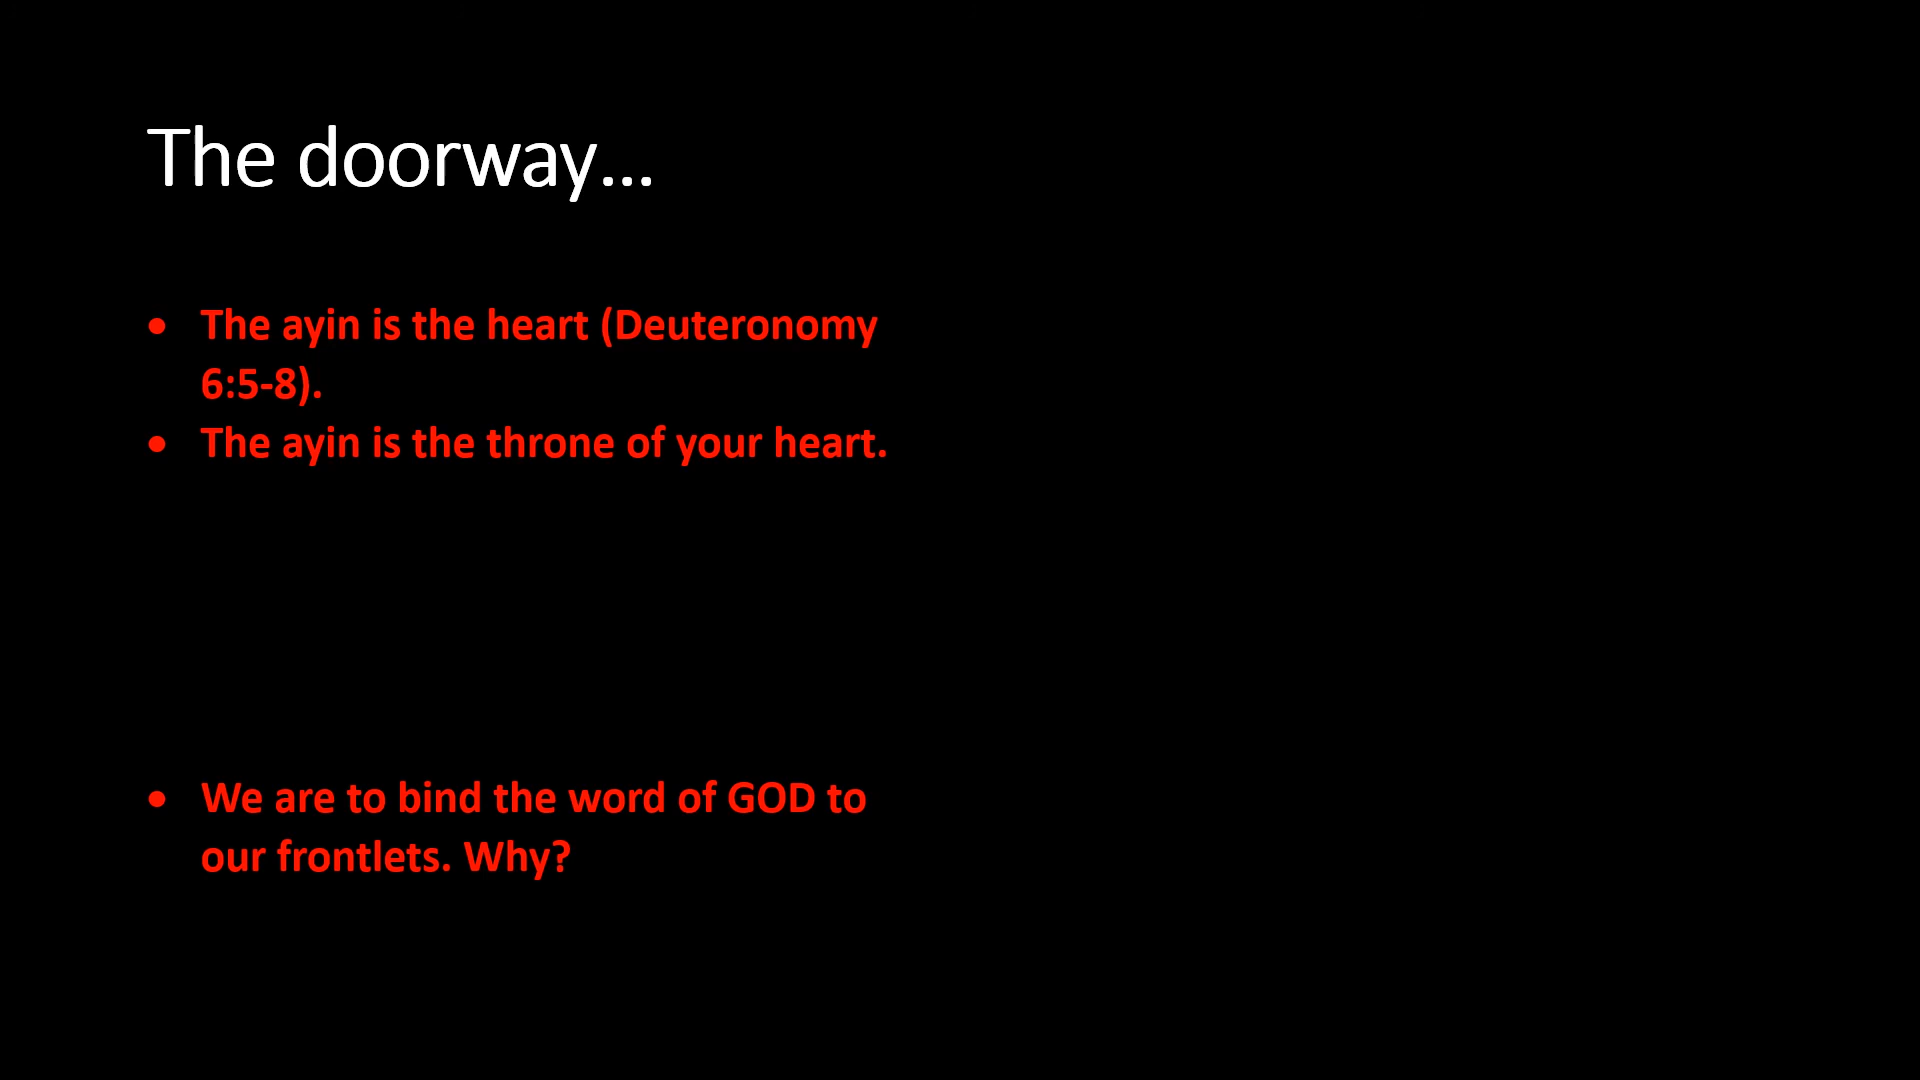 The doorway...
• The ayin is the heart (Deuteronomy
6:5-8).
• The ayin is the throne of your heart.
• We are to bind the word of GOD to
our frontlets. Why?